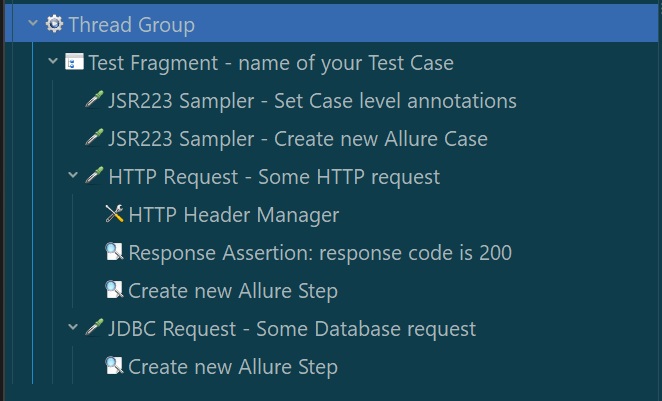 Thread Group
Test Fragment - name of your Test Case
JSR223 Sampler - Set Case level annotations
JSR223 Sampler - Create new Allure Case
HTTP Request - Some HTTP request
HTTP Header Manager
Response Assertion: response code is 200
Create new Allure Step
JDBC Request - Some Database request
Create new Allure Step